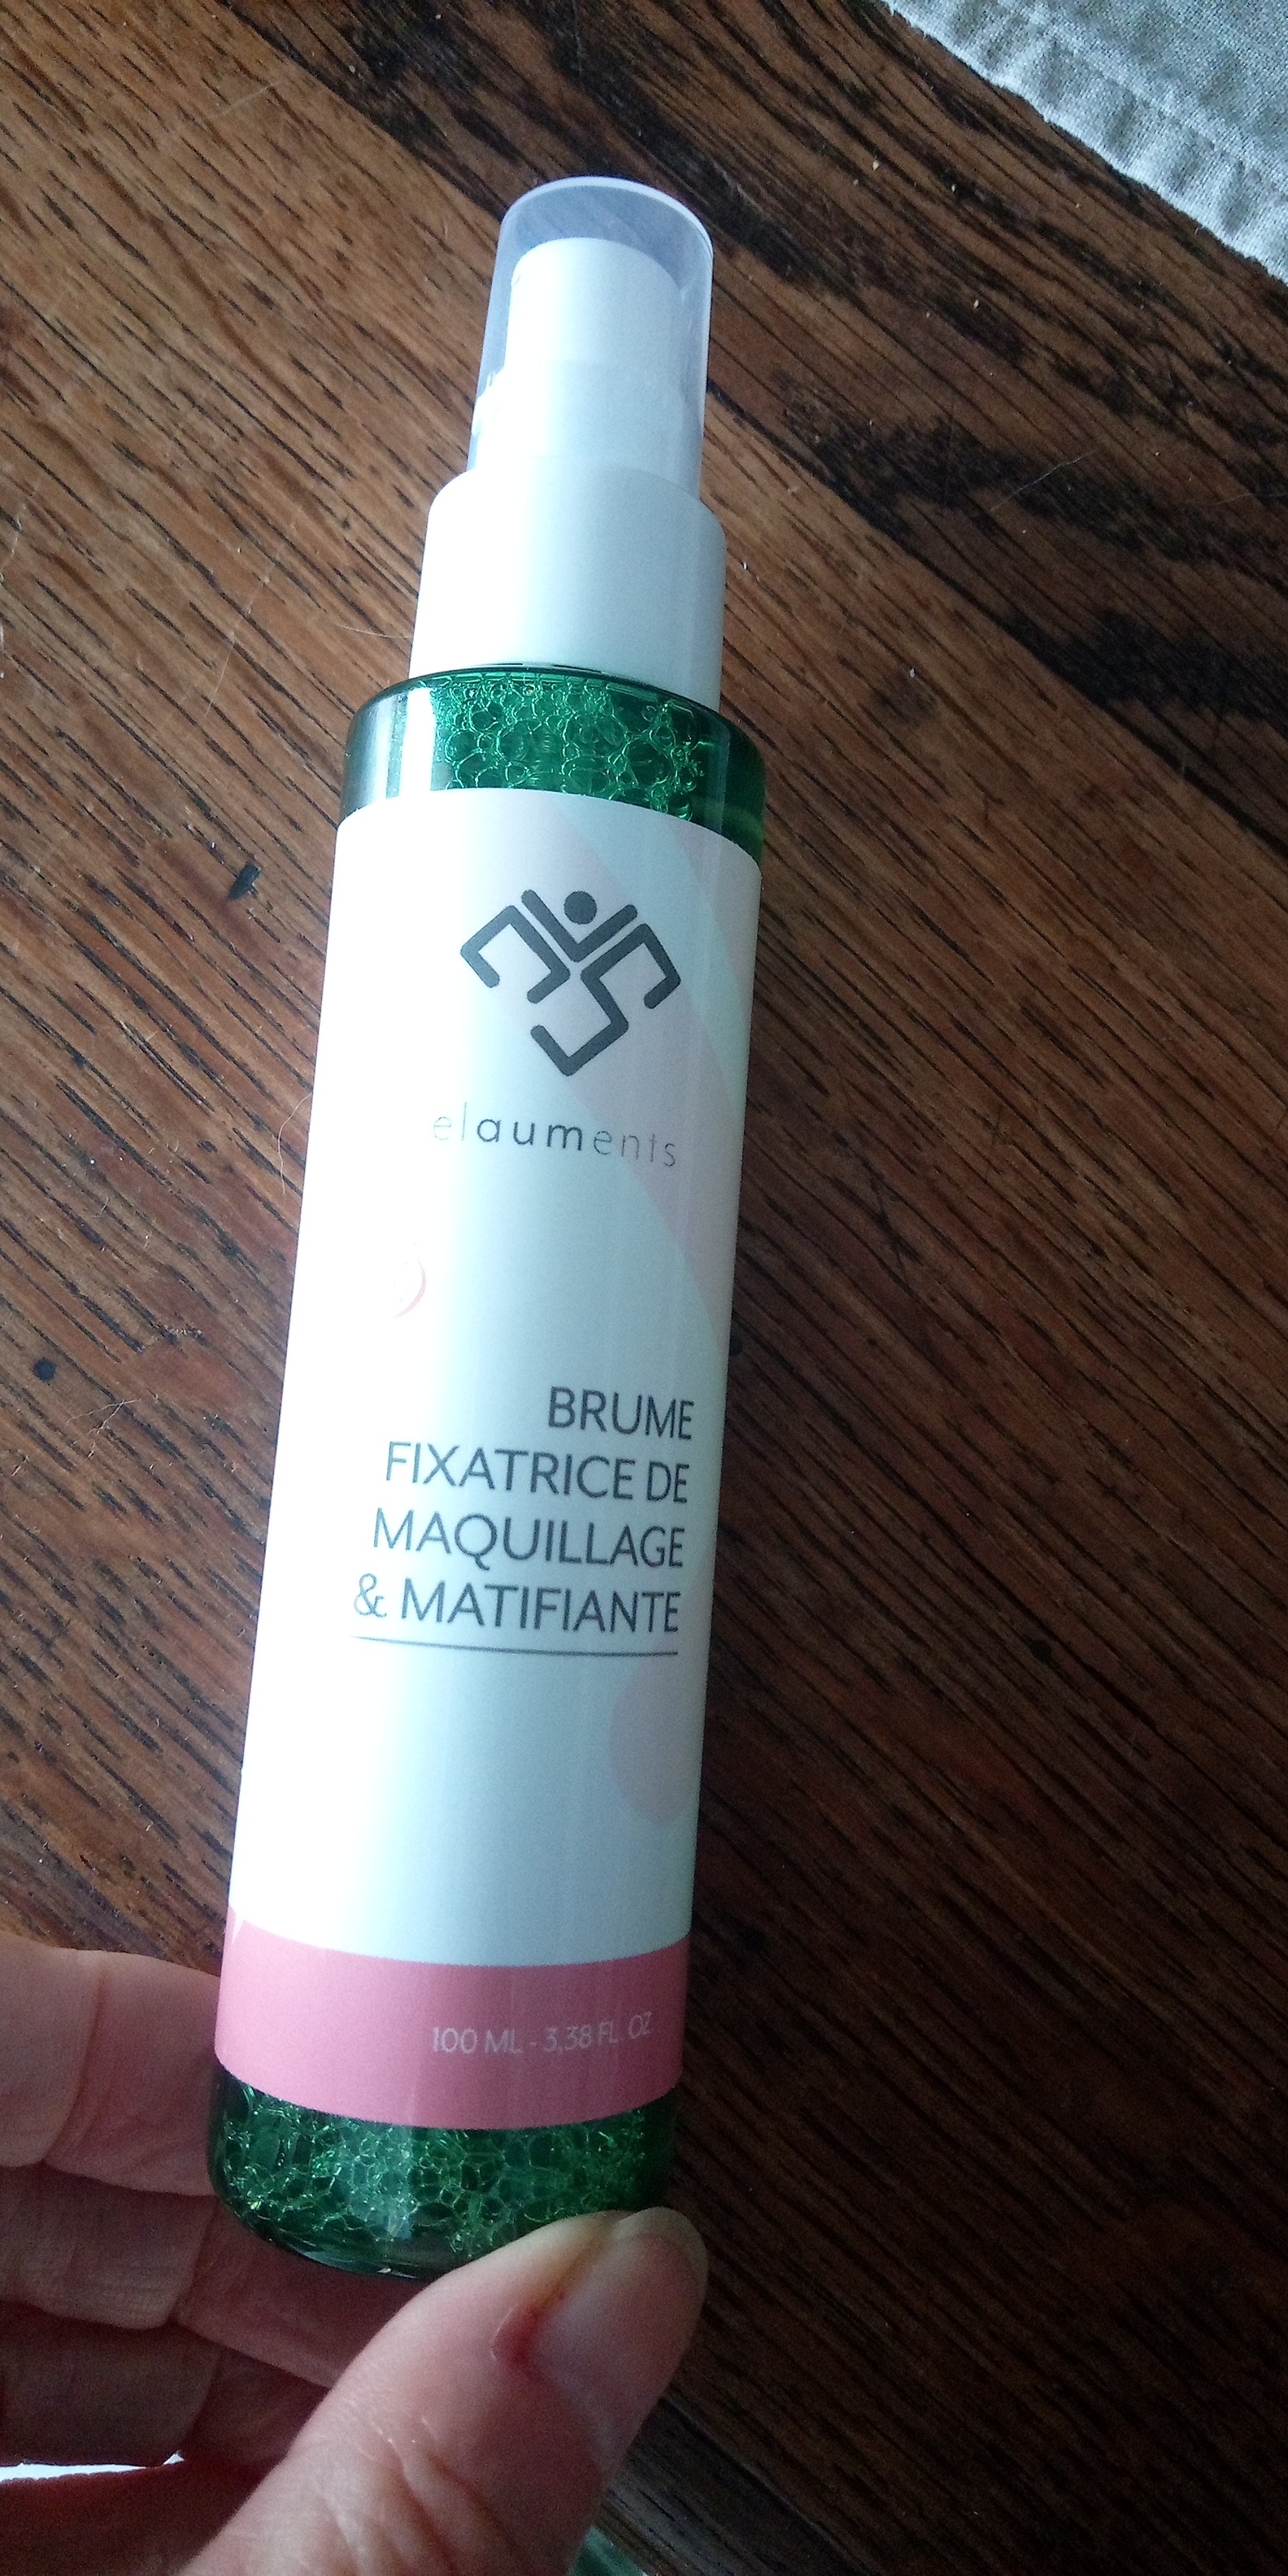 elauments
BRUME
FIXATRICE DE
MAQUILLAGE
& MATIFIANTE
100 ML - 3,38 FL. OZ